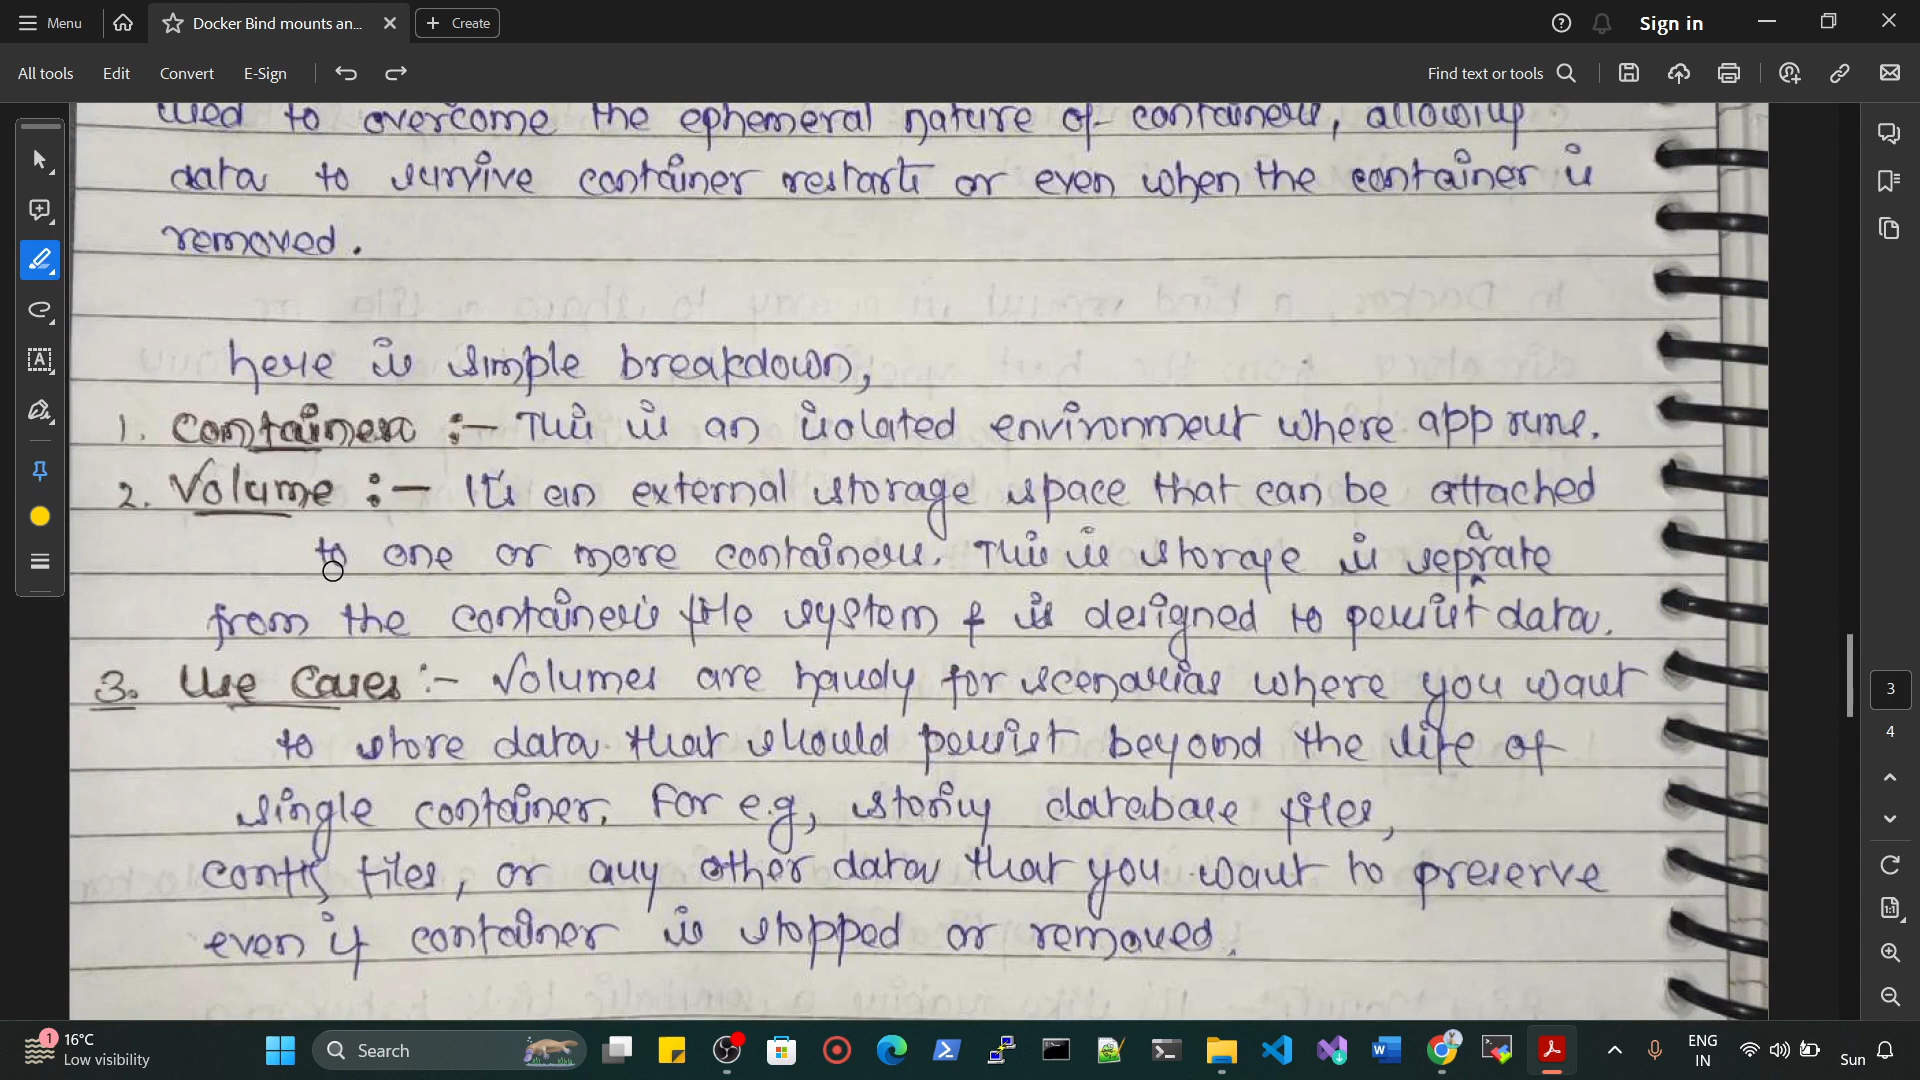 Menu
Docker Bind mounts an...
Create
Sign in
All tools Edit Convert E-Sign
Find text or tools
used to overcome the ephemeral nature of containers, allowing
data to survive container restarts or even when the container is
removed.
here is simple breakdown,
1. Container :- This is an isolated environment where app runs.
2. Volume :- It's an external storage space that can be attached
to one or more containers. This is storage is seprate
a
from the container's file system & is designed to persist data.
3. Use Cases :- Volumes are handy for scenarias where you want
to store data that should persist beyond the life of
single container. For e.g, storing database files,
config files, or any other data that you want to preserve
even if container is stopped or removed.
3
4
1:1
1
16°C
Low visibility
Search
ENG
IN
Sun